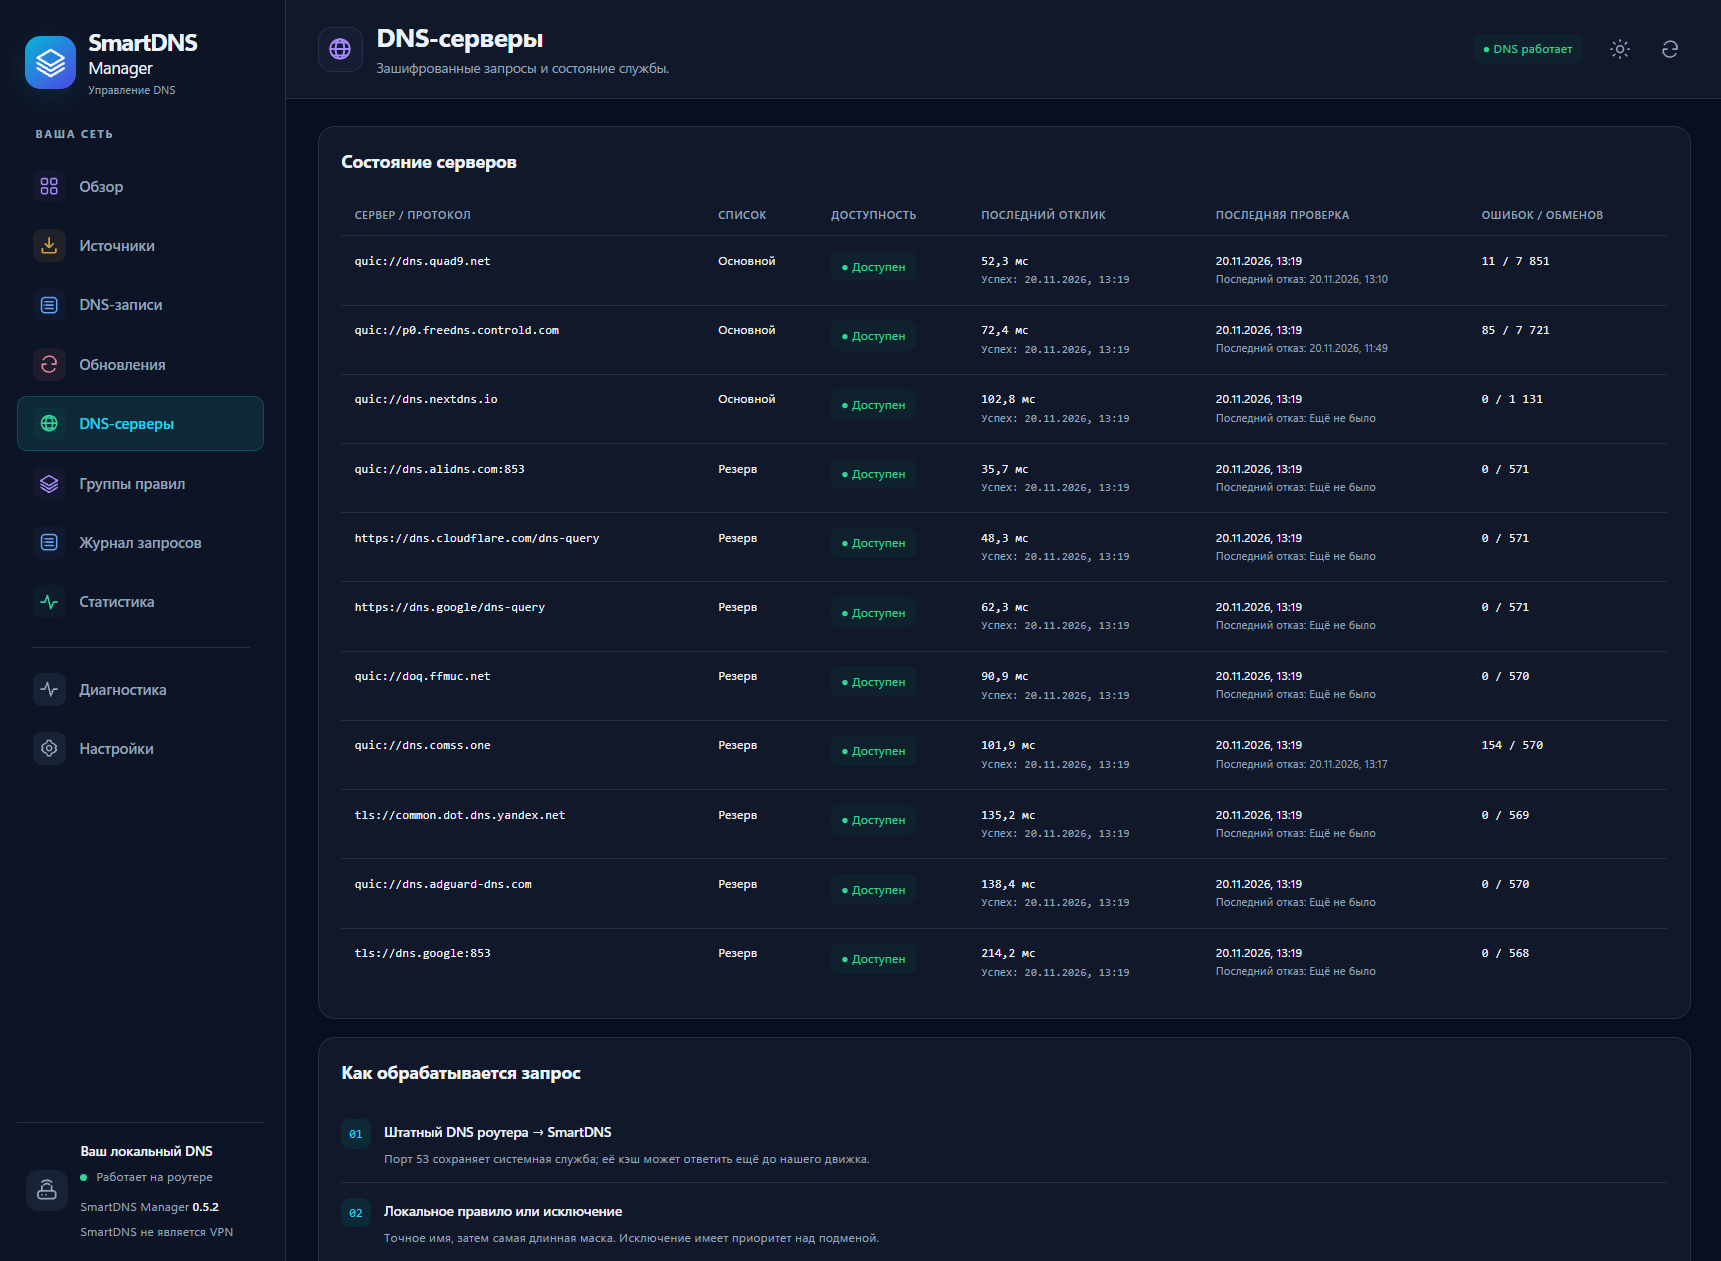 SmartDNS
Manager
Управление DNS
ВАША СЕТЬ
Обзор
Источники
DNS-записи
Обновления
DNS-серверы
Группы правил
Журнал запросов
Статистика
Диагностика
Настройки
Ваш локальный DNS
Работает на роутере
SmartDNS Manager 0.5.2
SmartDNS не является VPN
DNS-серверы
Зашифрованные запросы и состояние службы.
DNS работает
Состояние серверов
СЕРВЕР / ПРОТОКОЛ СПИСОК ДОСТУПНОСТЬ ПОСЛЕДНИЙ ОТКЛИК ПОСЛЕДНЯЯ ПРОВЕРКА ОШИБОК / ОБМЕНОВ
quic://dns.quad9.net Основной Доступен 52,3 мс 20.11.2026, 13:19 11 / 7 851
Успех: 20.11.2026, 13:19 Последний отказ: 20.11.2026, 13:10
quic://p0.freedns.controld.com Основной Доступен 72,4 мс 20.11.2026, 13:19 85 / 7 721
Успех: 20.11.2026, 13:19 Последний отказ: 20.11.2026, 11:49
quic://dns.nextdns.io Основной Доступен 102,8 мс 20.11.2026, 13:19 0 / 1 131
Успех: 20.11.2026, 13:19 Последний отказ: Ещё не было
quic://dns.alidns.com:853 Резерв Доступен 35,7 мс 20.11.2026, 13:19 0 / 571
Успех: 20.11.2026, 13:19 Последний отказ: Ещё не было
https://dns.cloudflare.com/dns-query Резерв Доступен 48,3 мс 20.11.2026, 13:19 0 / 571
Успех: 20.11.2026, 13:19 Последний отказ: Ещё не было
https://dns.google/dns-query Резерв Доступен 62,3 мс 20.11.2026, 13:19 0 / 571
Успех: 20.11.2026, 13:19 Последний отказ: Ещё не было
quic://doq.ffmuc.net Резерв Доступен 90,9 мс 20.11.2026, 13:19 0 / 570
Успех: 20.11.2026, 13:19 Последний отказ: Ещё не было
quic://dns.comss.one Резерв Доступен 101,9 мс 20.11.2026, 13:19 154 / 570
Успех: 20.11.2026, 13:19 Последний отказ: 20.11.2026, 13:17
tls://common.dot.dns.yandex.net Резерв Доступен 135,2 мс 20.11.2026, 13:19 0 / 569
Успех: 20.11.2026, 13:19 Последний отказ: Ещё не было
quic://dns.adguard-dns.com Резерв Доступен 138,4 мс 20.11.2026, 13:19 0 / 570
Успех: 20.11.2026, 13:19 Последний отказ: Ещё не было
tls://dns.google:853 Резерв Доступен 214,2 мс 20.11.2026, 13:19 0 / 568
Успех: 20.11.2026, 13:19 Последний отказ: Ещё не было
Как обрабатывается запрос
01 Штатный DNS роутера → SmartDNS
Порт 53 сохраняет системная служба; её кэш может ответить ещё до нашего движка.
02 Локальное правило или исключение
Точное имя, затем самая длинная маска. Исключение имеет приоритет над подменой.